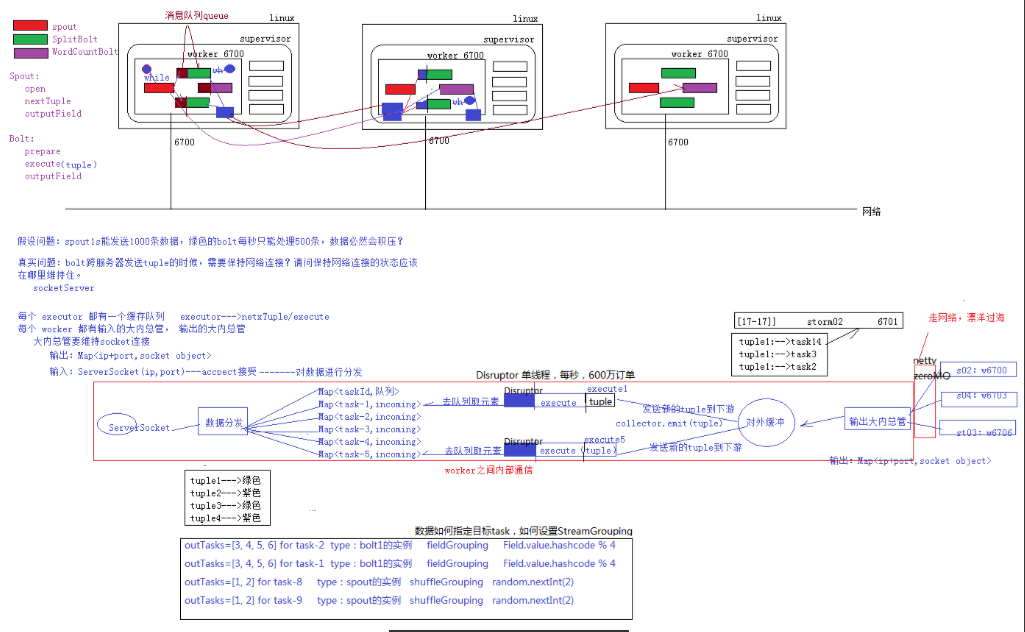 消息队列queue
linux
linux
linux
spout
SplitBolt
WordCountBolt
supervisor
supervisor
supervisor
worker 6700
worker 6700
worker 6700
while
wh
wh
Spout:
open
nextTuple
outputField
Bolt:
prepare
execute(tuple)
outputField
6700
6700
6700
网络
假设问题: spout1s能发送1000条数据, 绿色的bolt每秒只能处理500条, 数据必然会积压?
真实问题: bolt跨服务器发送tuple的时候, 需要保持网络连接? 请问保持网络连接的状态应该
在哪里维持住。
socketServer
每个 executor 都有一个缓存队列 executor--->netxTuple/execute
每个 worker 都有输入的大内总管, 输出的大内总管
大内总管要维持socket连接
输出: Map<ip+port,socket object>
输入: ServerSocket(ip,port)---accpect接受 -------对数据进行分发
[17-17]] storm02 6701
tuple1:-->task14
tuple1:-->task3
tuple1:-->task2
走网络, 漂洋过海
netty
zeroMQ
s02: w6700
s04: w6703
st03: w6706
Disruptor 单线程, 每秒, 600万订单
ServerSocket
数据分发
Map<taskId,队列>
Map<task-1,incoming>
Map<task-2,incoming>
Map<task-3,incoming>
Map<task-4,incoming>
Map<task-5,incoming>
去队列取元素
Disruptor
execute
execute1
tuple
去队列取元素
Disruptor
execute
execute5
(tuple)
发送新的tuple到下游
collector.emit(tuple)
发送新的tuple到下游
对外缓冲
输出大内总管
输出: Map<ip+port,socket object>
worker之间内部通信
tuple1--->绿色
tuple2--->紫色
tuple3--->绿色
tuple4--->紫色
...
数据如何指定目标task, 如何设置StreamGrouping
outTasks=[3, 4, 5, 6] for task-2 type : bolt1的实例 fieldGrouping Field.value.hashcode % 4
outTasks=[3, 4, 5, 6] for task-1 type : bolt1的实例 fieldGrouping Field.value.hashcode % 4
outTasks=[1, 2] for task-8 type : spout的实例 shuffleGrouping random.nextInt(2)
outTasks=[1, 2] for task-9 type : spout的实例 shuffleGrouping random.nextInt(2)